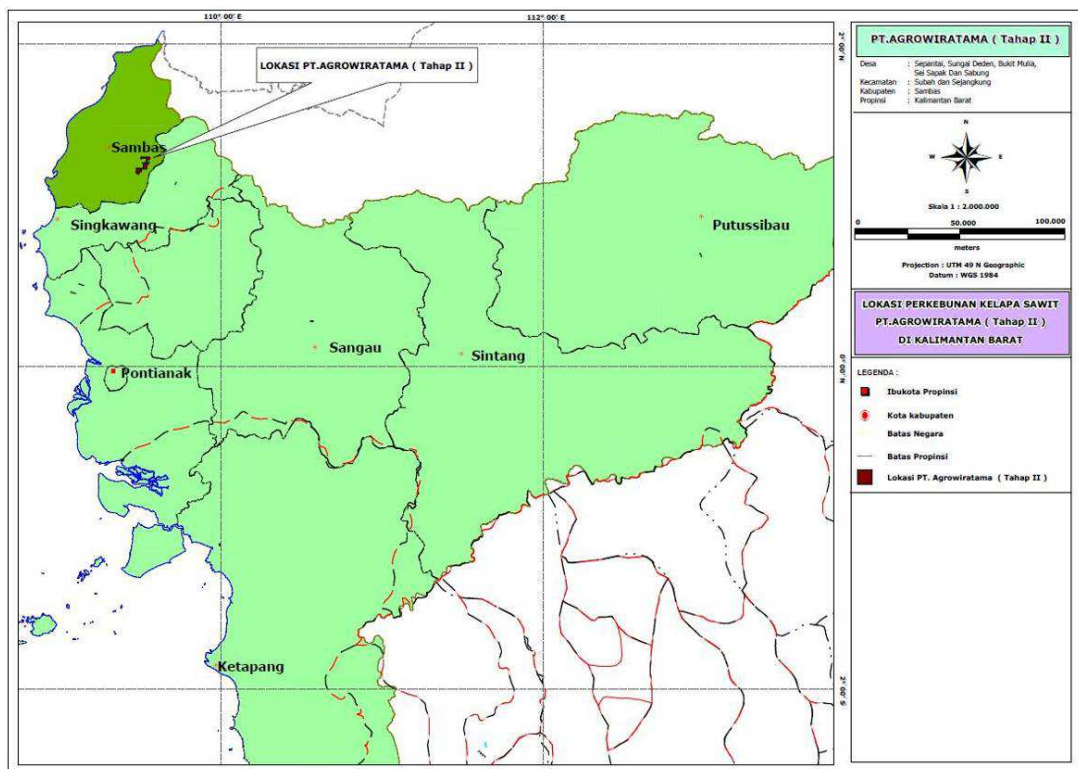 110° 00' E
112° 00' E
2°00' N
0°00' N
2°00' S
LOKASI PT.AGROWIRATAMA ( Tahap II )
Sambas
Singkawang
Putussibau
Sangau
Sintang
Pontianak
Ketapang
PT.AGROWIRATAMA ( Tahap II )
Desa : Sepantai, Sungai Deden, Bukit Mulia,
Sei Sapak Dan Sabung
Kecamatan : Subah dan Sejangkung
Kabupaten : Sambas
Propinsi : Kalimantan Barat
N
W E
S
Skala 1 : 2.000.000
0 50.000 100.000
meters
Projection : UTM 49 N Geographic
Datum : WGS 1984
LOKASI PERKEBUNAN KELAPA SAWIT
PT.AGROWIRATAMA ( Tahap II )
DI KALIMANTAN BARAT
LEGENDA :
Ibukota Propinsi
Kota kabupaten
Batas Negara
Batas Propinsi
Lokasi PT. Agrowiratama ( Tahap II )